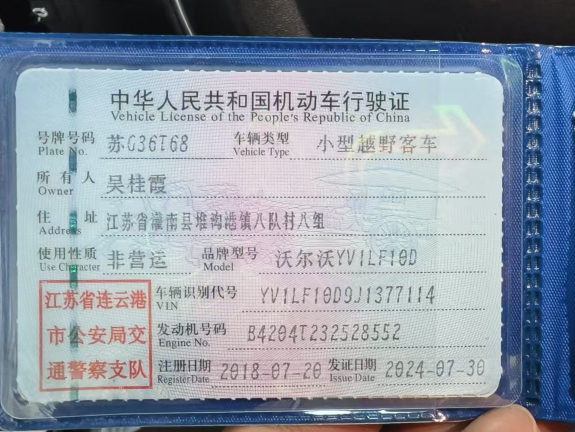 中华人民共和国机动车行驶证
Vehicle License of the People's Republic of China
号牌号码 苏G36T68 车辆类型 小型越野客车
Plate No. Vehicle Type
所有人 吴桂霞
Owner
住址 江苏省灌南县堆沟港镇八队村八组
Address
使用性质 非营运 品牌型号 沃尔沃YV1LF10D
Use Character Model
江苏省连云港
市公安局交
通警察支队
车辆识别代号 YV1LF10D9J1377114
VIN
发动机号码 B4204T232528552
Engine No.
注册日期 2018-07-20 发证日期 2024-07-30
Register Date Issue Date